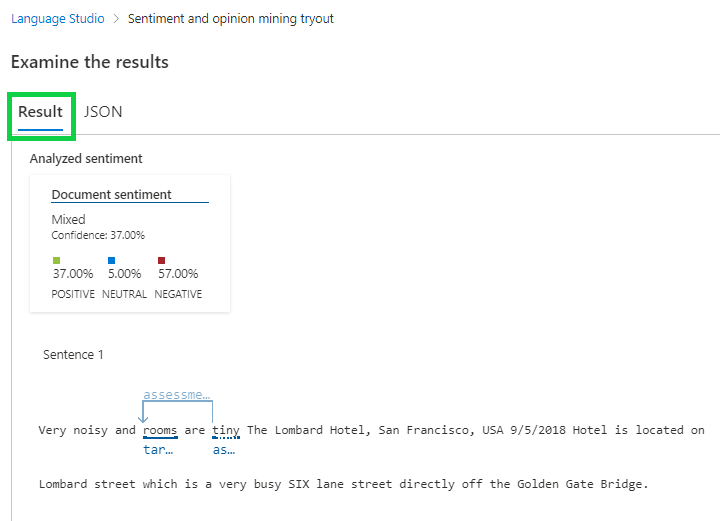 Language Studio > Sentiment and opinion mining tryout
Examine the results
Result JSON
Analyzed sentiment
Document sentiment
Mixed
Confidence: 37.00%
37.00% 5.00% 57.00%
POSITIVE NEUTRAL NEGATIVE
Sentence 1
assessme...
Very noisy and rooms are tiny The Lombard Hotel, San Francisco, USA 9/5/2018 Hotel is located on
tar... as...
Lombard street which is a very busy SIX lane street directly off the Golden Gate Bridge.